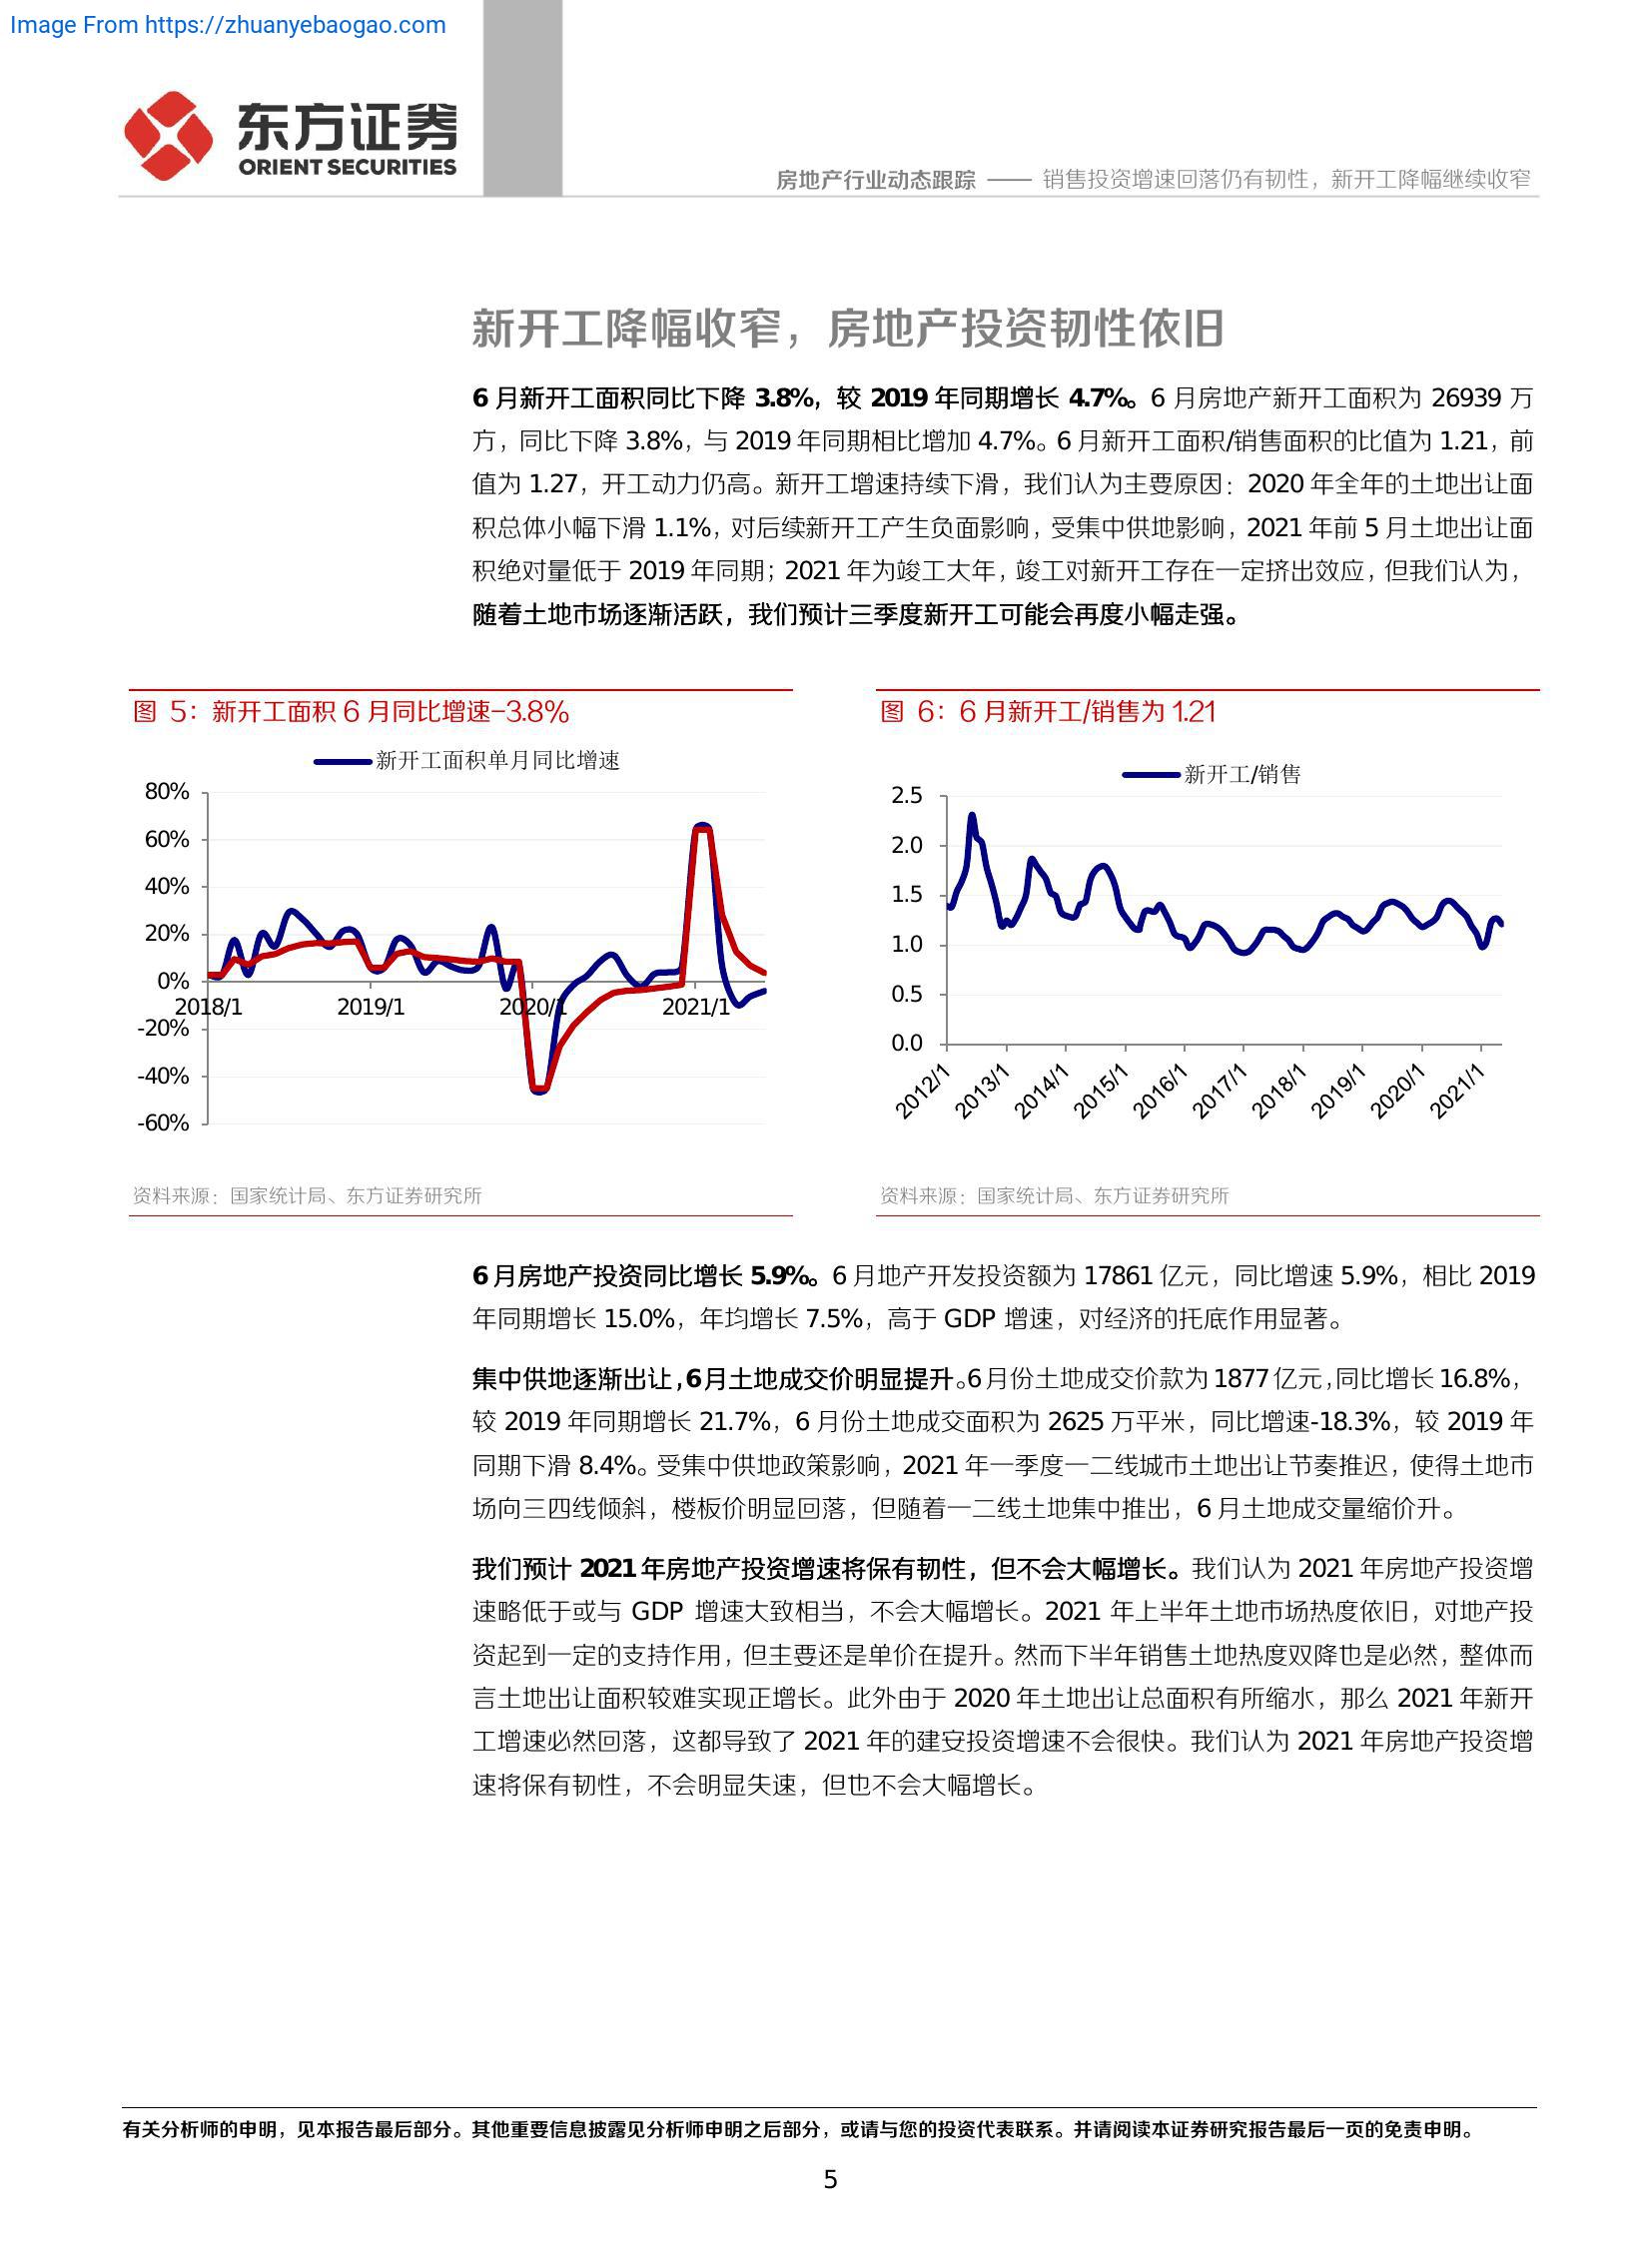 Image From https://zhuanyebaogao.com
东方证券
ORIENT SECURITIES
房地产行业动态跟踪 —— 销售投资增速回落仍有韧性，新开工降幅继续收窄
新开工降幅收窄，房地产投资韧性依旧
6 月新开工面积同比下降 3.8%，较 2019 年同期增长 4.7%。6 月房地产新开工面积为 26939 万
方，同比下降 3.8%，与 2019 年同期相比增加 4.7%。6 月新开工面积/销售面积的比值为 1.21，前
值为 1.27，开工动力仍高。新开工增速持续下滑，我们认为主要原因：2020 年全年的土地出让面
积总体小幅下滑 1.1%，对后续新开工产生负面影响，受集中供地影响，2021 年前 5 月土地出让面
积绝对量低于 2019 年同期；2021 年为竣工大年，竣工对新开工存在一定挤出效应，但我们认为，
随着土地市场逐渐活跃，我们预计三季度新开工可能会再度小幅走强。
图 5：新开工面积 6 月同比增速-3.8%
新开工面积单月同比增速
80%
60%
40%
20%
0%
-20%
-40%
-60%
2018/1 2019/1 2020/1 2021/1
资料来源：国家统计局、东方证券研究所
图 6：6 月新开工/销售为 1.21
新开工/销售
2.5
2.0
1.5
1.0
0.5
0.0
2012/1 2013/1 2014/1 2015/1 2016/1 2017/1 2018/1 2019/1 2020/1 2021/1
资料来源：国家统计局、东方证券研究所
6 月房地产投资同比增长 5.9%。6 月地产开发投资额为 17861 亿元，同比增速 5.9%，相比 2019
年同期增长 15.0%，年均增长 7.5%，高于 GDP 增速，对经济的托底作用显著。
集中供地逐渐出让，6月土地成交价明显提升。6月份土地成交价款为1877亿元，同比增长16.8%，
较 2019 年同期增长 21.7%，6 月份土地成交面积为 2625 万平米，同比增速-18.3%，较 2019 年
同期下滑 8.4%。受集中供地政策影响，2021 年一季度一二线城市土地出让节奏推迟，使得土地市
场向三四线倾斜，楼板价明显回落，但随着一二线土地集中推出，6 月土地成交量缩价升。
我们预计 2021 年房地产投资增速将保有韧性，但不会大幅增长。我们认为 2021 年房地产投资增
速略低于或与 GDP 增速大致相当，不会大幅增长。2021 年上半年土地市场热度依旧，对地产投
资起到一定的支持作用，但主要还是单价在提升。然而下半年销售土地热度双降也是必然，整体而
言土地出让面积较难实现正增长。此外由于 2020 年土地出让总面积有所缩水，那么 2021 年新开
工增速必然回落，这都导致了 2021 年的建安投资增速不会很快。我们认为 2021 年房地产投资增
速将保有韧性，不会明显失速，但也不会大幅增长。
有关分析师的申明，见本报告最后部分。其他重要信息披露见分析师申明之后部分，或请与您的投资代表联系。并请阅读本证券研究报告最后一页的免责申明。
5